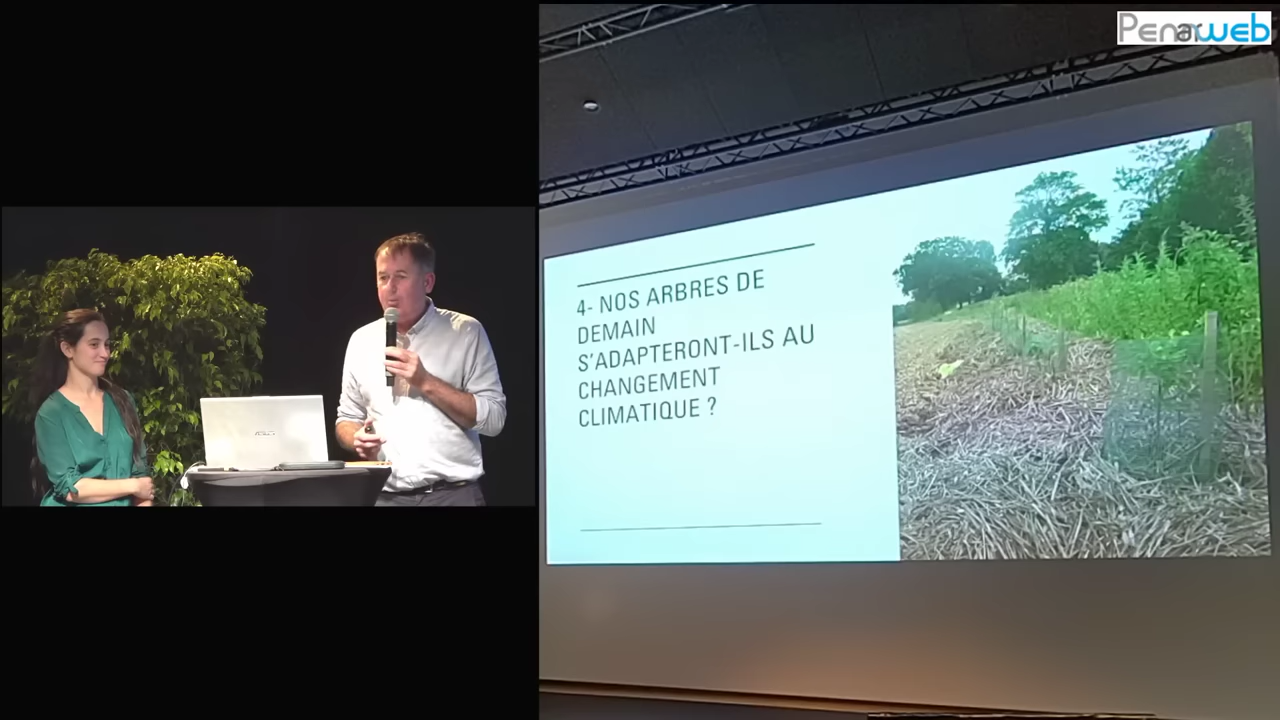 Penarweb
4- NOS ARBRES DE
DEMAIN
S'ADAPTERONT-ILS AU
CHANGEMENT
CLIMATIQUE ?